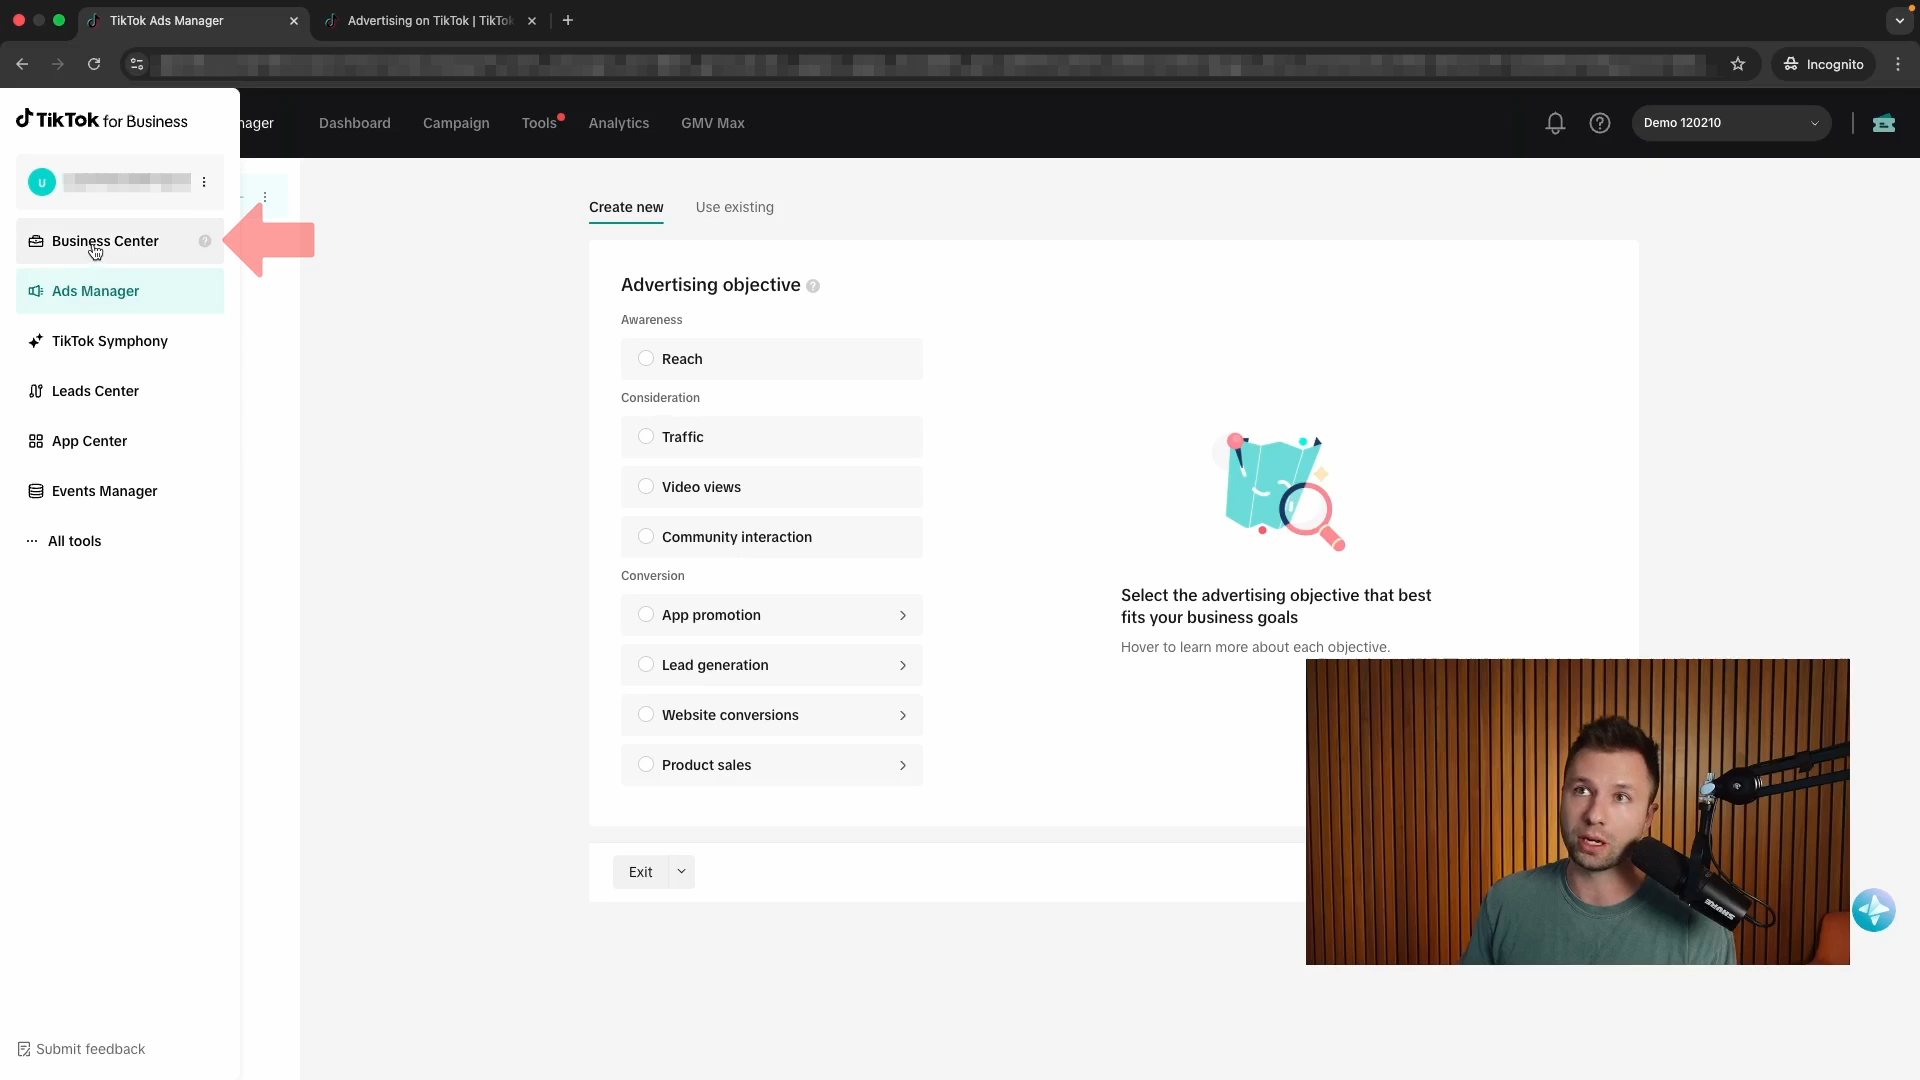 TikTok Ads Manager
Advertising on TikTok | TikTok
Incognito
TikTok for Business
nager
Dashboard
Campaign
Tools
Analytics
GMV Max
Demo 120210
U
Business Center
Ads Manager
TikTok Symphony
Leads Center
App Center
Events Manager
All tools
Submit feedback
Create new
Use existing
Advertising objective
Awareness
Reach
Consideration
Traffic
Video views
Community interaction
Conversion
App promotion
Lead generation
Website conversions
Product sales
Select the advertising objective that best
fits your business goals
Hover to learn more about each objective.
Exit
SHURE